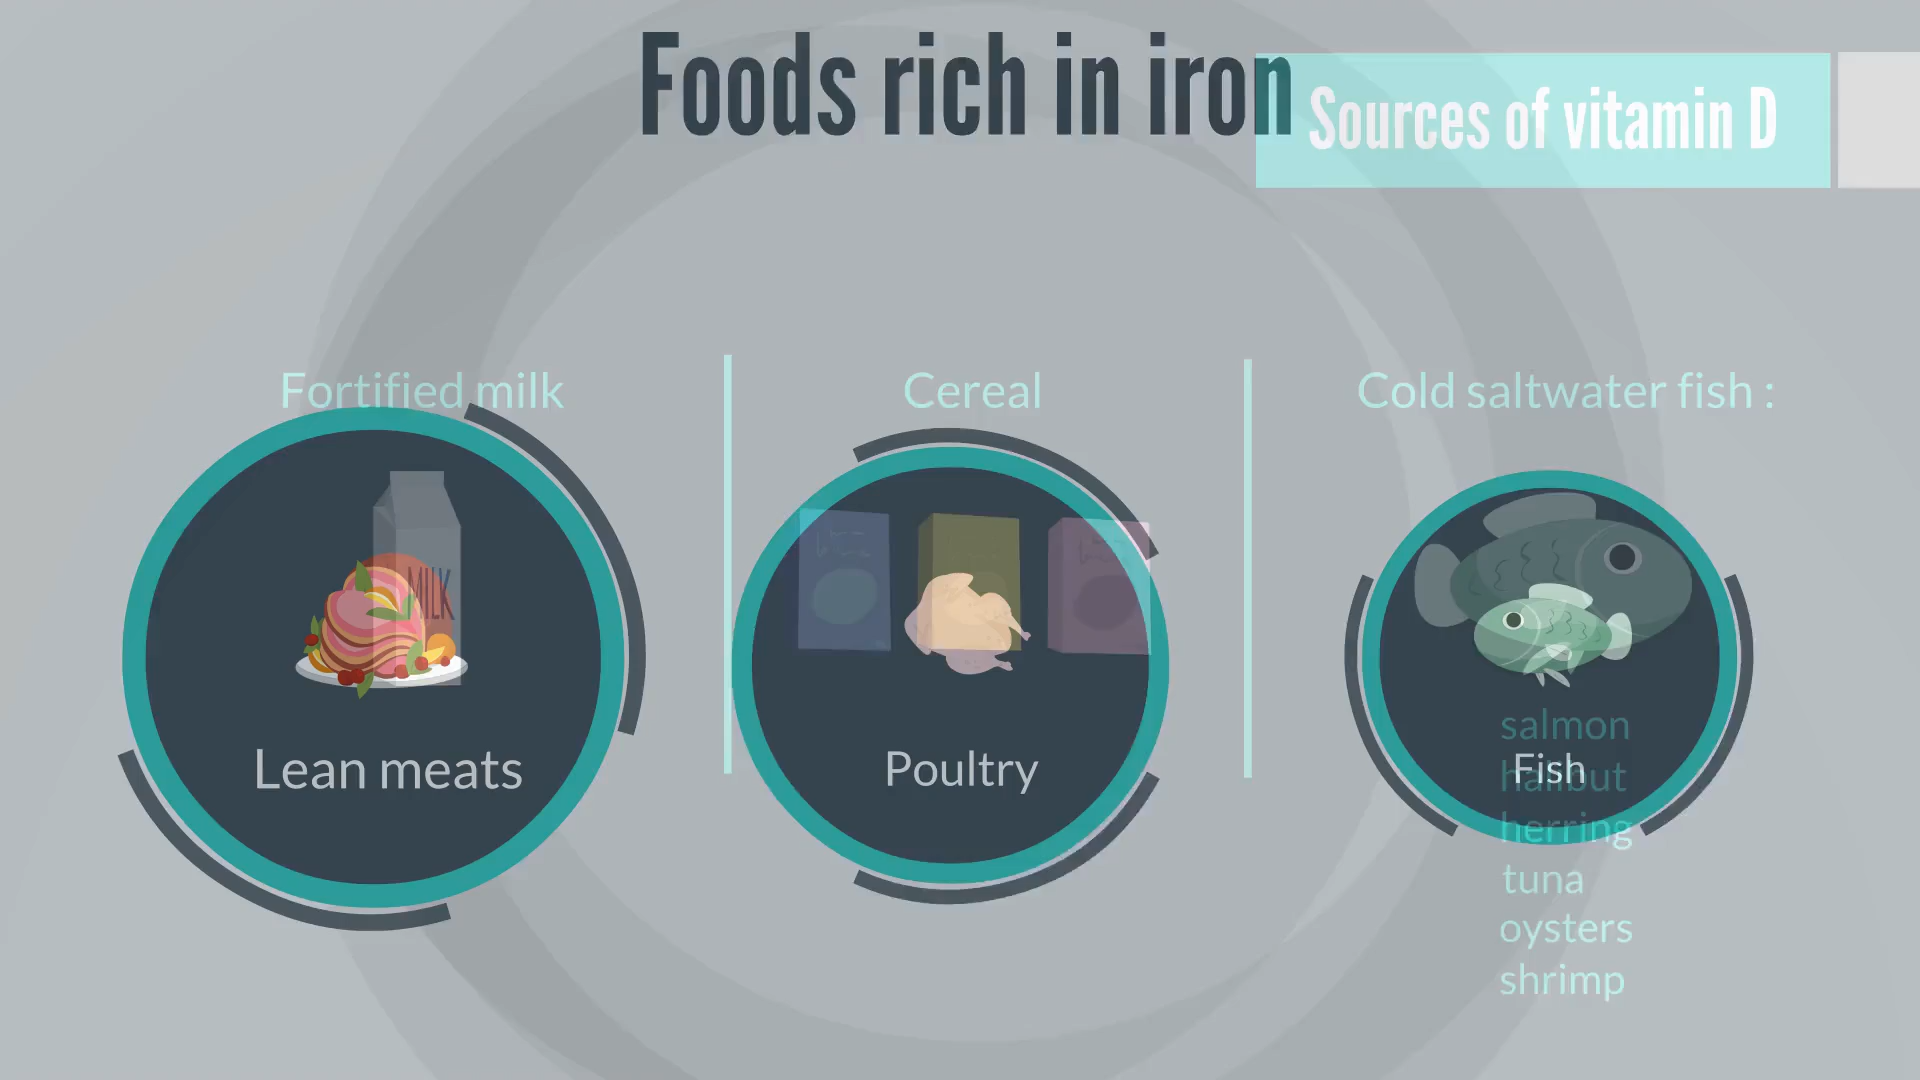 Foods rich in iron
Sources of vitamin D
Fortified milk
Cereal
Cold saltwater fish :
MILK
Lean meats
Poultry
Fish
salmon
halibut
herring
tuna
oysters
shrimp